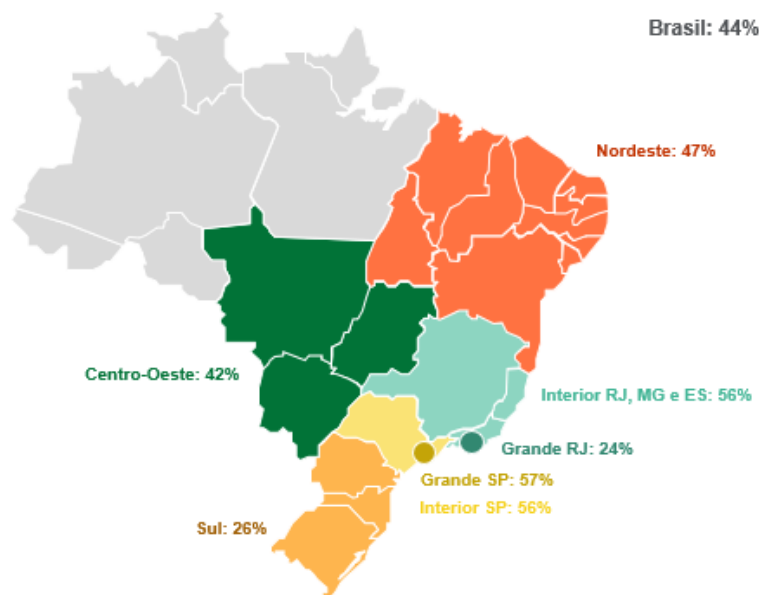 Brasil: 44%
Nordeste: 47%
Centro-Oeste: 42%
Interior RJ, MG e ES: 56%
Grande RJ: 24%
Grande SP: 57%
Interior SP: 56%
Sul: 26%